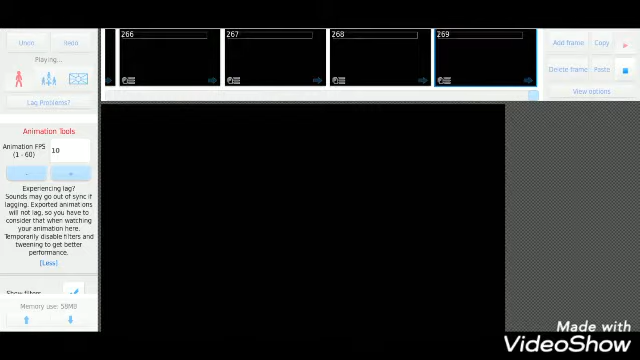 Undo Redo
Playing...
Lag Problems?
Animation Tools
Animation FPS
(1 - 60)
10
- +
Experiencing lag?
Sounds may go out of sync if
lagging. Exported animations
will not lag, so you have to
consider that when watching
your animation here.
Temporarily disable filters and
tweening to get better
performance.
[Less]
Show filters
Memory use: 58MB
266 267 268 269
Add frame Copy
Delete frame Paste
View options
Made with
VideoShow